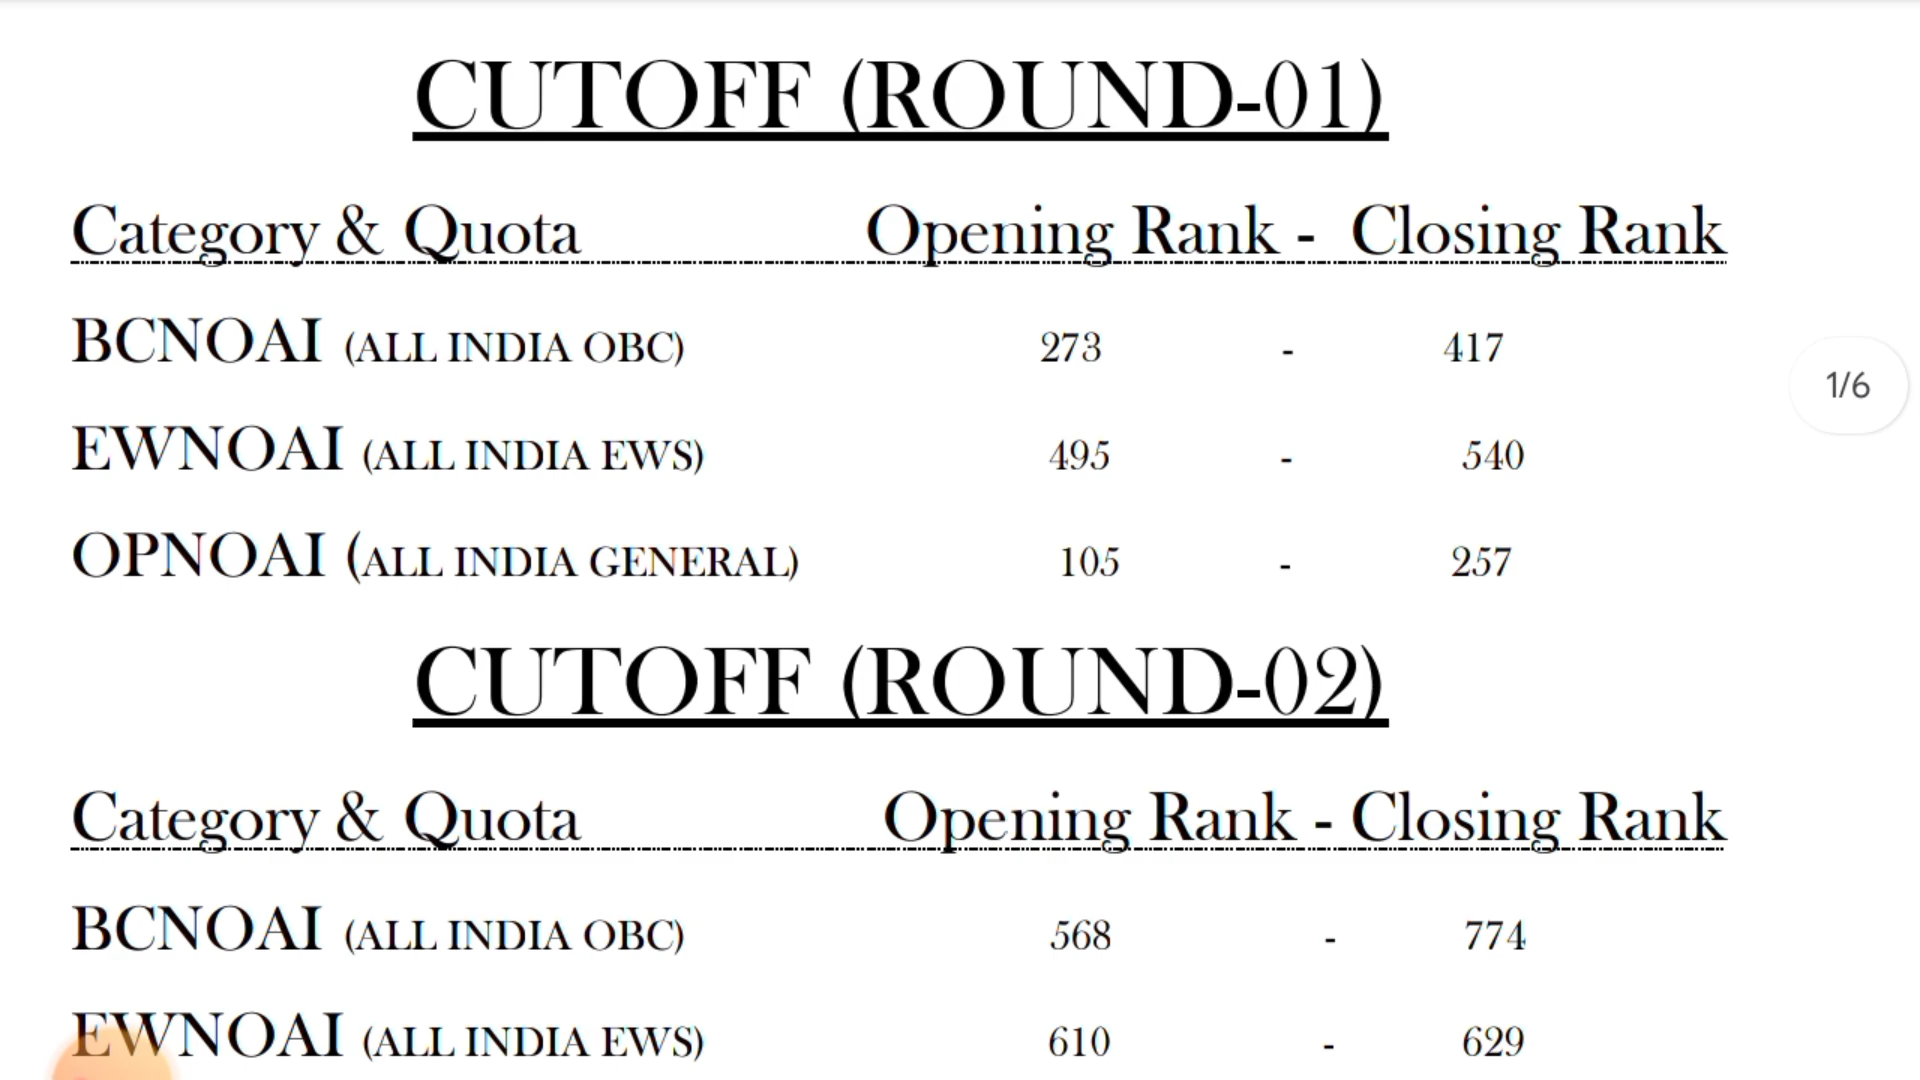 CUTOFF (ROUND-01)
Category & Quota Opening Rank - Closing Rank
BCNOAI (ALL INDIA OBC) 273 - 417
1/6
EWNOAI (ALL INDIA EWS) 495 - 540
OPNOAI (ALL INDIA GENERAL) 105 - 257
CUTOFF (ROUND-02)
Category & Quota Opening Rank - Closing Rank
BCNOAI (ALL INDIA OBC) 568 - 774
EWNOAI (ALL INDIA EWS) 610 - 629